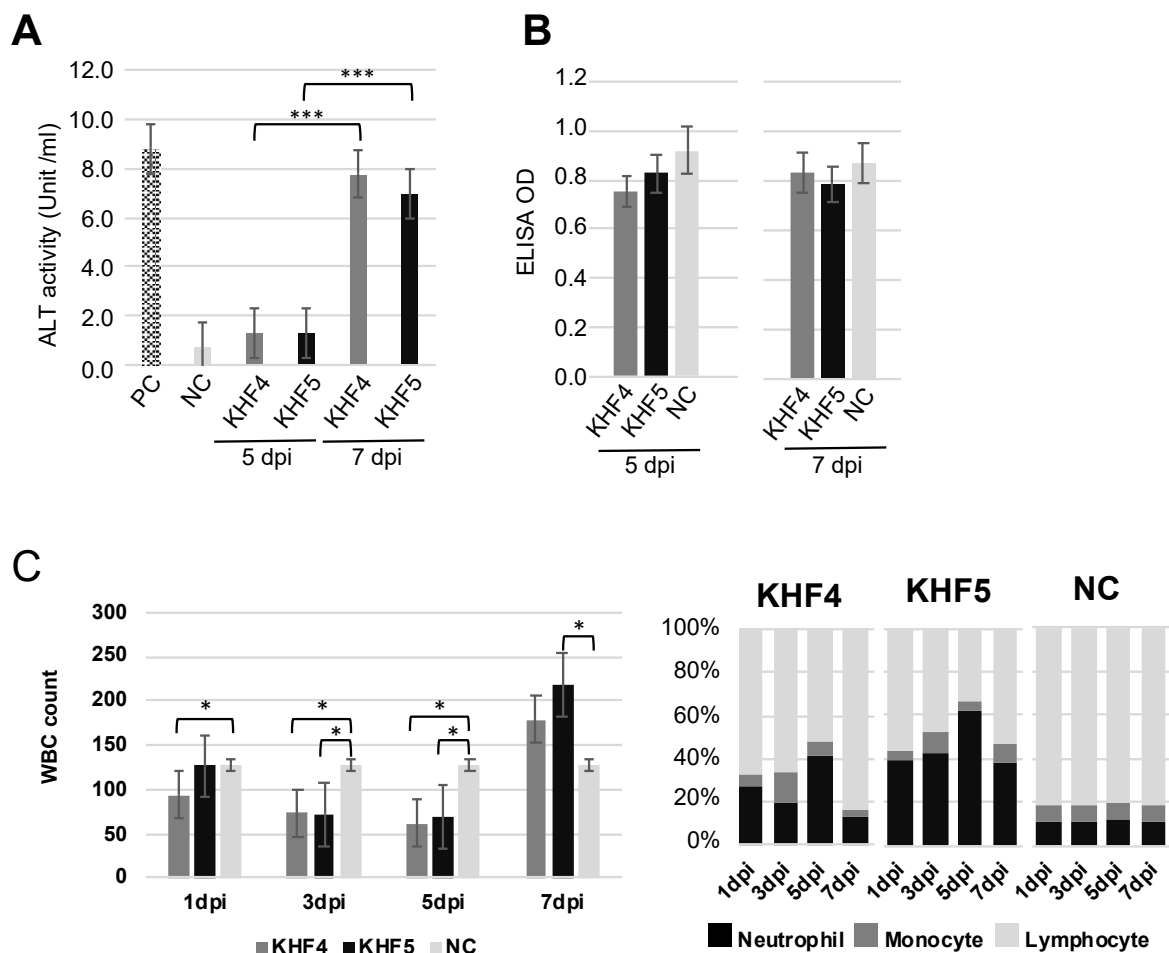 A
ALT activity (Unit /ml)
12.0
10.0
8.0
6.0
4.0
2.0
0.0
***
***
PC
NC
KHF4
KHF5
KHF4
KHF5
5 dpi
7 dpi
B
ELISA OD
1.2
1.0
0.8
0.6
0.4
0.2
0.0
KHF4
KHF5
NC
KHF4
KHF5
NC
5 dpi
7 dpi
C
WBC count
300
250
200
150
100
50
0
*
*
*
*
*
*
1dpi
3dpi
5dpi
7dpi
KHF4 KHF5 NC
KHF4
KHF5
NC
100%
80%
60%
40%
20%
0%
1dpi
3dpi
5dpi
7dpi
1dpi
3dpi
5dpi
7dpi
1dpi
3dpi
5dpi
7dpi
Neutrophil Monocyte Lymphocyte